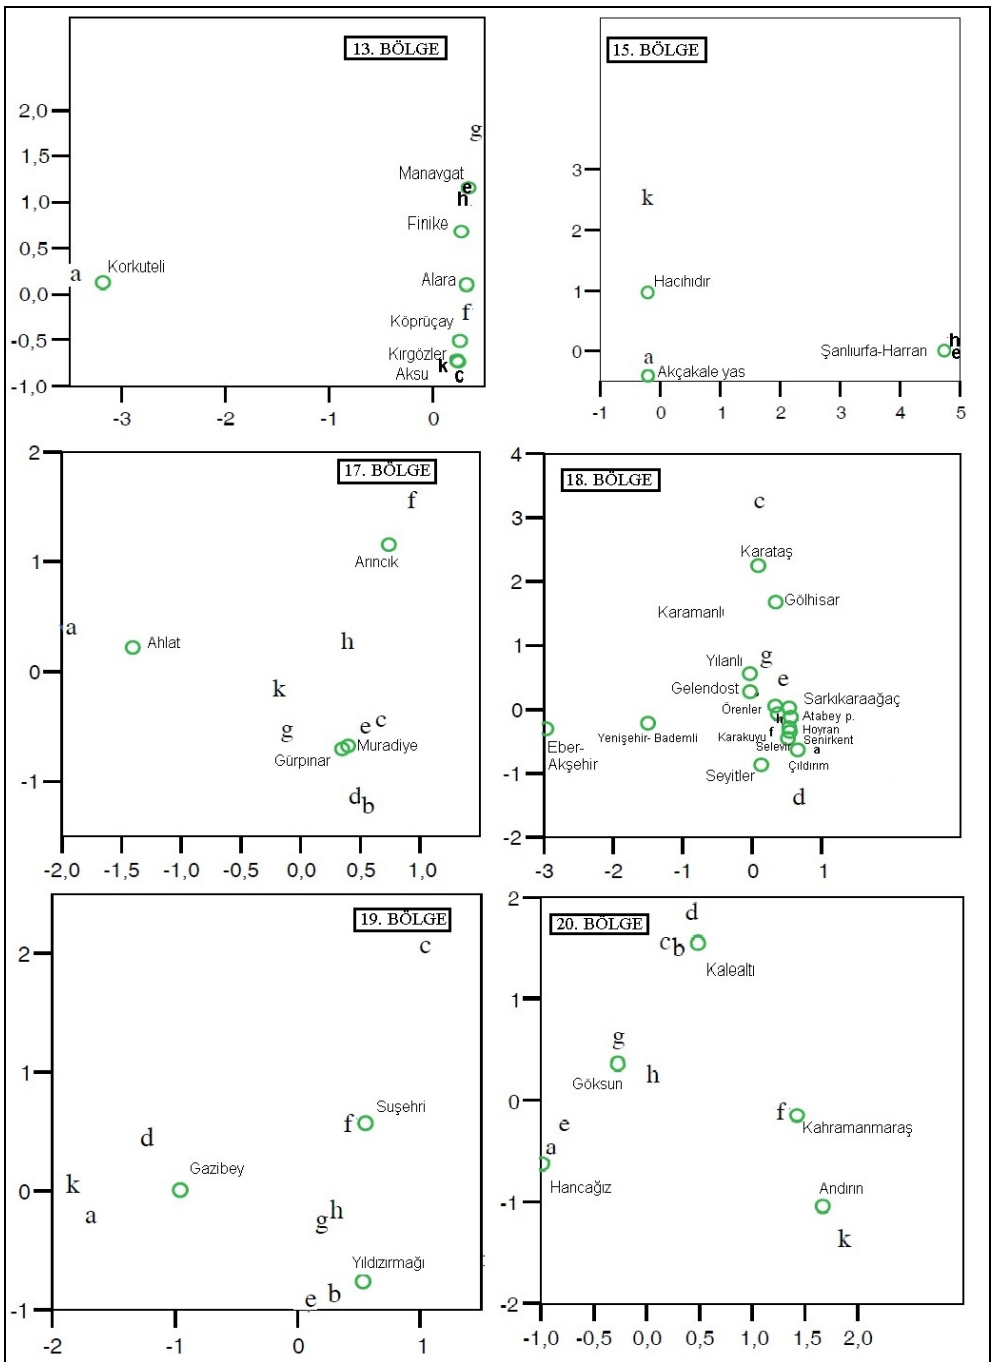 13. BÖLGE
2,0
g
1,5
Manavgat
e
1,0
h
Finike
0,5
a
Korkuteli
Alara
0,0
f
Köprüçay
-0,5
Kırgözler
k
Aksu
c
-1,0
-3
-2
-1
0
15. BÖLGE
3
k
2
Hacıhıdır
1
h
Şanlıurfa-Harran
e
0
a
Akçakale yas
-1
0
1
2
3
4
5
17. BÖLGE
2
f
1
Arıncık
a
Ahlat
h
0
k
g
e
c
Muradiye
Gürpınar
-1
d
b
-2,0
-1,5
-1,0
-0,5
0,0
0,5
1,0
18. BÖLGE
4
c
3
Karataş
2
Gölhisar
Karamanlı
1
Yılanlı
g
e
Gelendost
Sarkıkaraağaç
Örenler
0
h
Atabey p.
Yenişehir- Bademli
Karakuyu
f
Hoyran
Senirkent
Selevir
a
Eber-
Akşehir
Çıldırım
-1
Seyitler
d
-2
-3
-2
-1
0
1
19. BÖLGE
c
2
1
Suşehri
f
d
Gazibey
k
0
a
h
g
Yıldızırmağı
b
e
-1
-2
-1
0
1
20. BÖLGE
2
d
c
b
Kalealtı
1
g
h
Göksun
0
f
Kahramanmaraş
e
a
Hancağız
Andırın
-1
k
-2
-1,0
-0,5
0,0
0,5
1,0
1,5
2,0